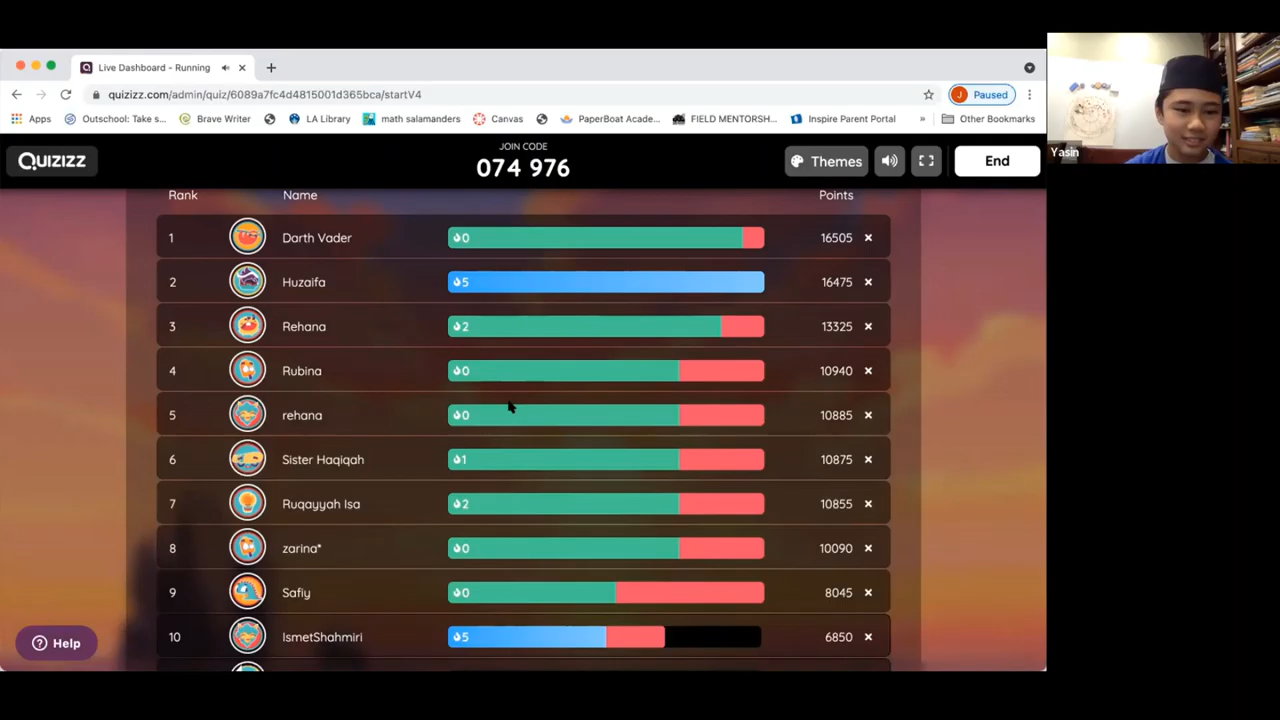 Live Dashboard - Running
quizizz.com/admin/quiz/6089a7fc4d4815001d365bca/startV4
J Paused
Apps Outschool: Take s... Brave Writer LA Library math salamanders Canvas PaperBoat Acade... FIELD MENTORSH... Inspire Parent Portal » Other Bookmarks
Yasin
QUIZIZZ
JOIN CODE
074 976
Themes
End
Rank Name Points
1 Darth Vader 0 16505
2 Huzaifa 5 16475
3 Rehana 2 13325
4 Rubina 0 10940
5 rehana 0 10885
6 Sister Haqiqah 1 10875
7 Ruqayyah Isa 2 10855
8 zarina* 0 10090
9 Safiy 0 8045
10 IsmetShahmiri 5 6850
Help